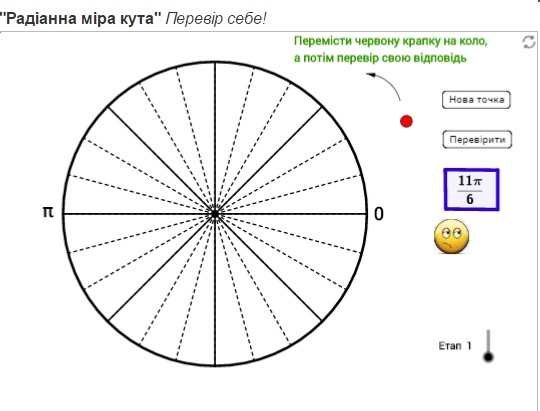 "Радіанна міра кута" Перевір себе!
Перемісти червону крапку на коло,
а потім перевір свою відповідь
Нова точка
Перевірити
11π
6
π
0
Етап 1